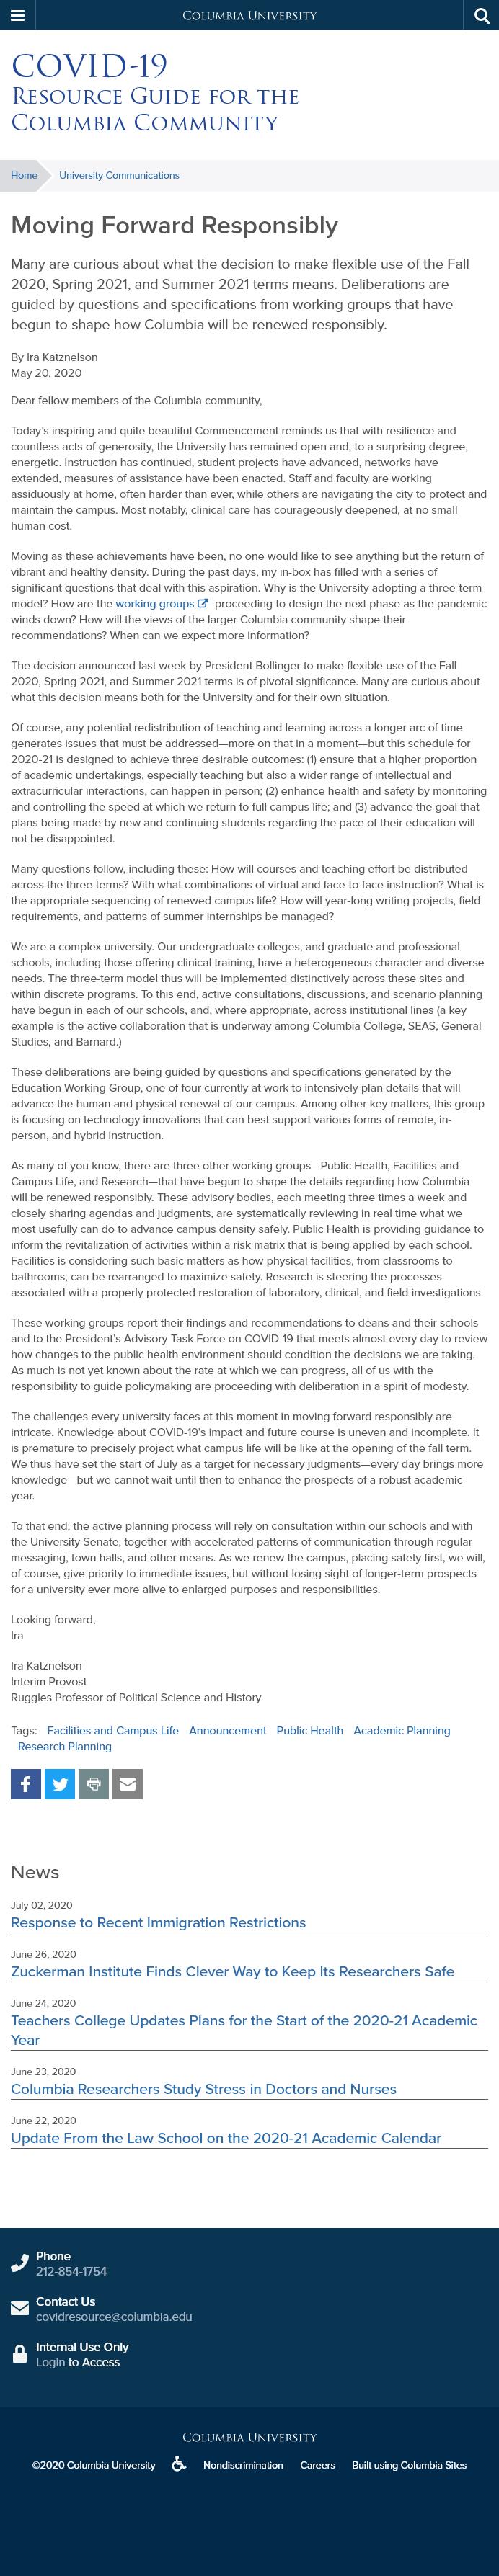 Columbia University
COVID-19
Resource Guide for the
Columbia Community
Home
University Communications
Moving Forward Responsibly
Many are curious about what the decision to make flexible use of the Fall
2020, Spring 2021, and Summer 2021 terms means. Deliberations are
guided by questions and specifications from working groups that have
begun to shape how Columbia will be renewed responsibly.
By Ira Katznelson
May 20, 2020
Dear fellow members of the Columbia community,
Today's inspiring and quite beautiful Commencement reminds us that with resilience and
countless acts of generosity, the University has remained open and, to a surprising degree,
energetic. Instruction has continued, student projects have advanced, networks have
extended, measures of assistance have been enacted. Staff and faculty are working
assiduously at home, often harder than ever, while others are navigating the city to protect and
maintain the campus. Most notably, clinical care has courageously deepened, at no small
human cost.
Moving as these achievements have been, no one would like to see anything but the return of
vibrant and healthy density. During the past days, my in-box has filled with a series of
significant questions that deal with this aspiration. Why is the University adopting a three-term
model? How are the working groups proceeding to design the next phase as the pandemic
winds down? How will the views of the larger Columbia community shape their
recommendations? When can we expect more information?
The decision announced last week by President Bollinger to make flexible use of the Fall
2020, Spring 2021, and Summer 2021 terms is of pivotal significance. Many are curious about
what this decision means both for the University and for their own situation.
Of course, any potential redistribution of teaching and learning across a longer arc of time
generates issues that must be addressed—more on that in a moment—but this schedule for
2020-21 is designed to achieve three desirable outcomes: (1) ensure that a higher proportion
of academic undertakings, especially teaching but also a wider range of intellectual and
extracurricular interactions, can happen in person; (2) enhance health and safety by monitoring
and controlling the speed at which we return to full campus life; and (3) advance the goal that
plans being made by new and continuing students regarding the pace of their education will
not be disappointed.
Many questions follow, including these: How will courses and teaching effort be distributed
across the three terms? With what combinations of virtual and face-to-face instruction? What is
the appropriate sequencing of renewed campus life? How will year-long writing projects, field
requirements, and patterns of summer internships be managed?
We are a complex university. Our undergraduate colleges, and graduate and professional
schools, including those offering clinical training, have a heterogeneous character and diverse
needs. The three-term model thus will be implemented distinctively across these sites and
within discrete programs. To this end, active consultations, discussions, and scenario planning
have begun in each of our schools, and, where appropriate, across institutional lines (a key
example is the active collaboration that is underway among Columbia College, SEAS, General
Studies, and Barnard.)
These deliberations are being guided by questions and specifications generated by the
Education Working Group, one of four currently at work to intensively plan details that will
advance the human and physical renewal of our campus. Among other key matters, this group
is focusing on technology innovations that can best support various forms of remote, in-
person, and hybrid instruction.
As many of you know, there are three other working groups—Public Health, Facilities and
Campus Life, and Research—that have begun to shape the details regarding how Columbia
will be renewed responsibly. These advisory bodies, each meeting three times a week and
closely sharing agendas and judgments, are systematically reviewing in real time what we
most usefully can do to advance campus density safely. Public Health is providing guidance to
inform the revitalization of activities within a risk matrix that is being applied by each school.
Facilities is considering such basic matters as how physical facilities, from classrooms to
bathrooms, can be rearranged to maximize safety. Research is steering the processes
associated with a properly protected restoration of laboratory, clinical, and field investigations
These working groups report their findings and recommendations to deans and their schools
and to the President's Advisory Task Force on COVID-19 that meets almost every day to review
how changes to the public health environment should condition the decisions we are taking.
As much is not yet known about the rate at which we can progress, all of us with the
responsibility to guide policymaking are proceeding with deliberation in a spirit of modesty.
The challenges every university faces at this moment in moving forward responsibly are
intricate. Knowledge about COVID-19's impact and future course is uneven and incomplete. It
is premature to precisely project what campus life will be like at the opening of the fall term.
We thus have set the start of July as a target for necessary judgments—every day brings more
knowledge—but we cannot wait until then to enhance the prospects of a robust academic
year.
To that end, the active planning process will rely on consultation within our schools and with
the University Senate, together with accelerated patterns of communication through regular
messaging, town halls, and other means. As we renew the campus, placing safety first, we will,
of course, give priority to immediate issues, but without losing sight of longer-term prospects
for a university ever more alive to enlarged purposes and responsibilities.
Looking forward,
Ira
Ira Katznelson
Interim Provost
Ruggles Professor of Political Science and History
Tags: Facilities and Campus Life Announcement Public Health Academic Planning
Research Planning
News
July 02, 2020
Response to Recent Immigration Restrictions
June 26, 2020
Zuckerman Institute Finds Clever Way to Keep Its Researchers Safe
June 24, 2020
Teachers College Updates Plans for the Start of the 2020-21 Academic
Year
June 23, 2020
Columbia Researchers Study Stress in Doctors and Nurses
June 22, 2020
Update From the Law School on the 2020-21 Academic Calendar
Phone
212-854-1754
Contact Us
covidresource@columbia.edu
Internal Use Only
Login to Access
Columbia University
©2020 Columbia University Nondiscrimination Careers Built using Columbia Sites